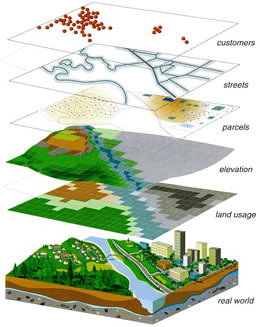 customers
streets
parcels
elevation
land usage
real world